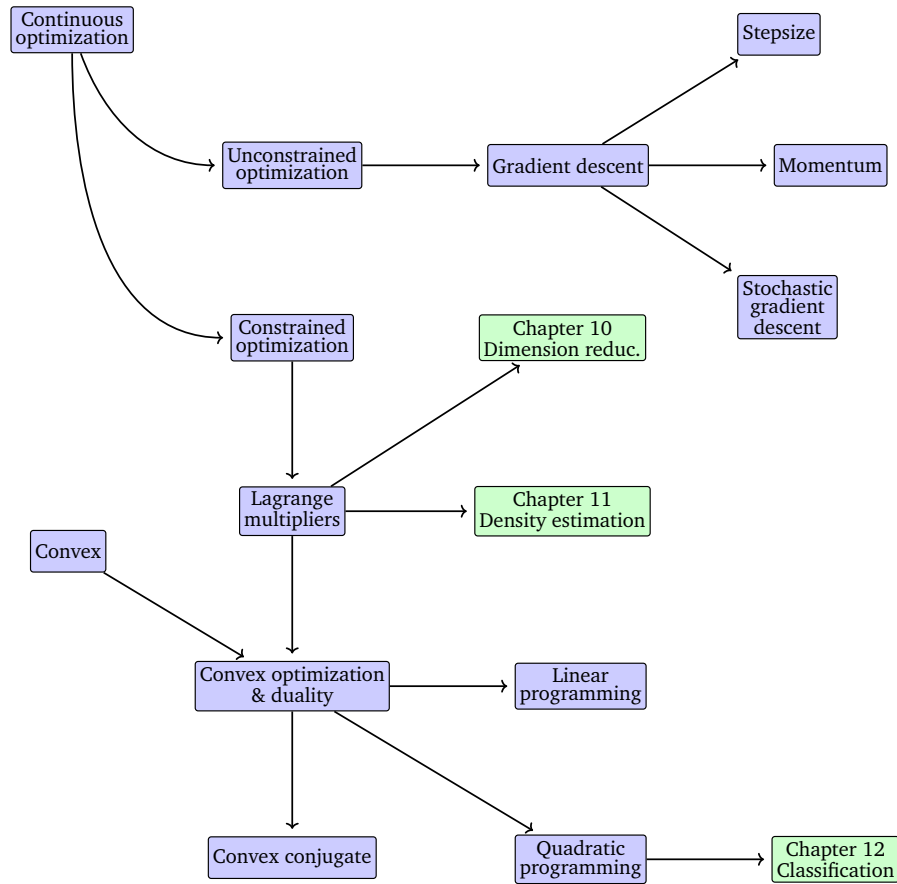 Continuous
optimization
Stepsize
Unconstrained
optimization
Gradient descent
Momentum
Stochastic
gradient
descent
Constrained
optimization
Chapter 10
Dimension reduc.
Lagrange
multipliers
Chapter 11
Density estimation
Convex
Convex optimization
& duality
Linear
programming
Convex conjugate
Quadratic
programming
Chapter 12
Classification